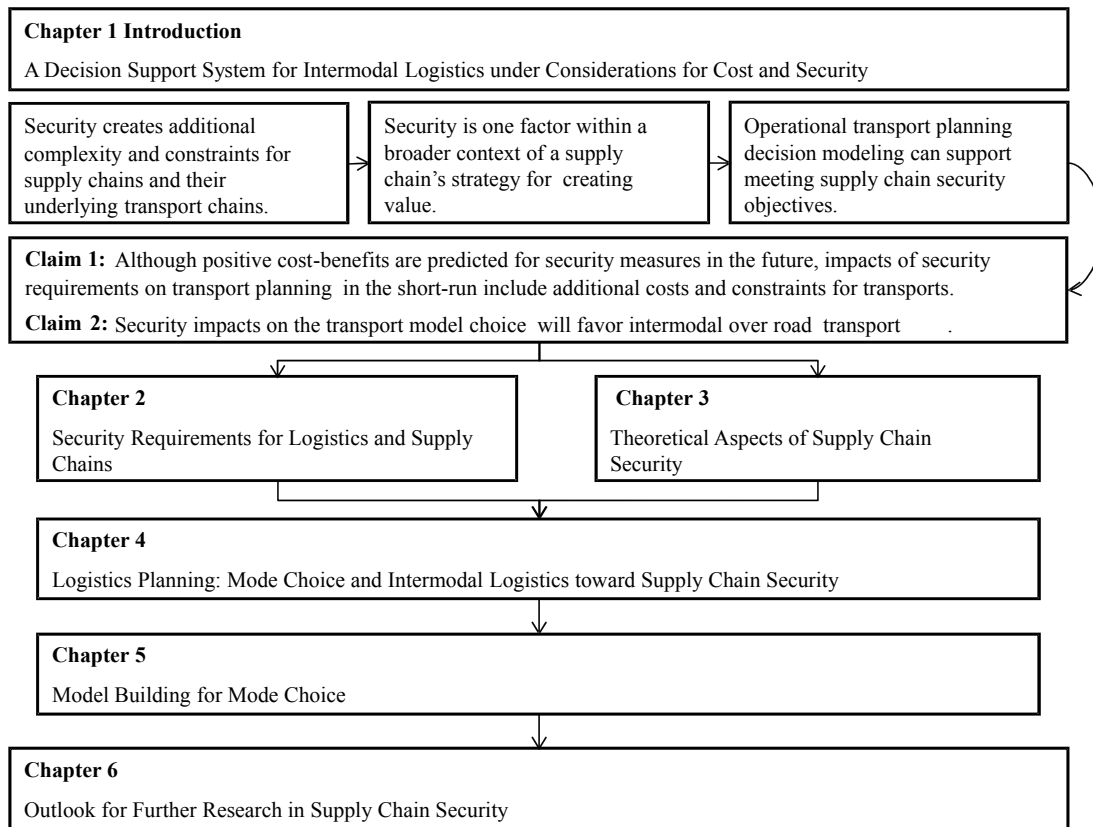 Chapter 1 Introduction
A Decision Support System for Intermodal Logistics under Considerations for Cost and Security
Security creates additional
complexity and constraints for
supply chains and their
underlying transport chains.
Security is one factor within a
broader context of a supply
chain's strategy for creating
value.
Operational transport planning
decision modeling can support
meeting supply chain security
objectives.
Claim 1: Although positive cost-benefits are predicted for security measures in the future, impacts of security
requirements on transport planning in the short-run include additional costs and constraints for transports.
Claim 2: Security impacts on the transport model choice will favor intermodal over road transport .
Chapter 2
Security Requirements for Logistics and Supply
Chains
Chapter 3
Theoretical Aspects of Supply Chain
Security
Chapter 4
Logistics Planning: Mode Choice and Intermodal Logistics toward Supply Chain Security
Chapter 5
Model Building for Mode Choice
Chapter 6
Outlook for Further Research in Supply Chain Security